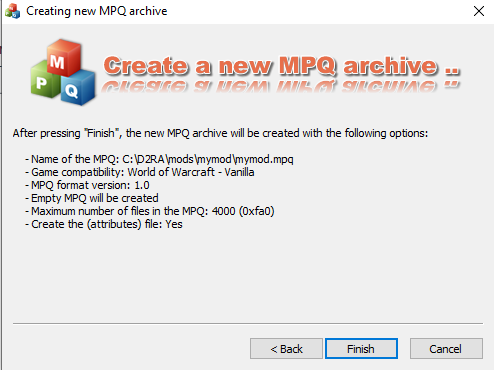 Creating new MPQ archive
M
P
Q
Create a new MPQ archive ..
After pressing "Finish", the new MPQ archive will be created with the following options:
- Name of the MPQ: C:\D2RA\mods\mymod\mymod.mpq
- Game compatibility: World of Warcraft - Vanilla
- MPQ format version: 1.0
- Empty MPQ will be created
- Maximum number of files in the MPQ: 4000 (0xfa0)
- Create the (attributes) file: Yes
< Back Finish Cancel